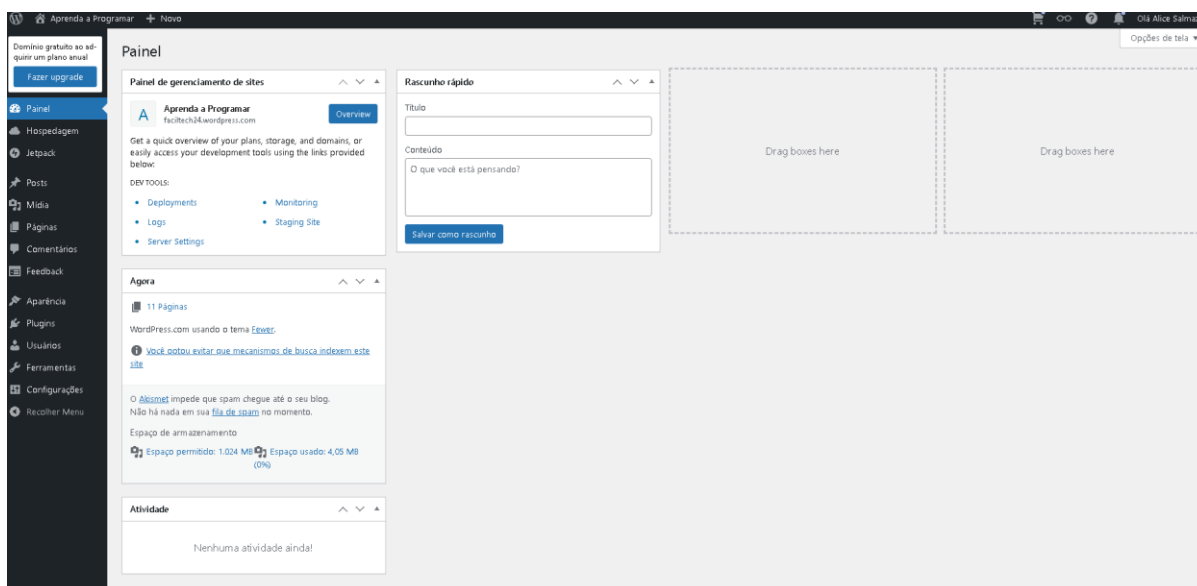 Aprenda a Programar
Novo
Olá Alice Salmaz
Opções de tela
Domínio gratuito ao ad-
quirir um plano anual
Fazer upgrade
Painel
Hospedagem
Jetpack
Posts
Mídia
Páginas
Comentários
Feedback
Aparência
Plugins
Usuários
Ferramentas
Configurações
Recolher Menu
Painel
Painel de gerenciamento de sites
A
Aprenda a Programar
faciltech24.wordpress.com
Overview
Get a quick overview of your plans, storage, and domains, or
easily access your development tools using the links provided
below:
DEV TOOLS:
Deployments
Monitoring
Logs
Staging Site
Server Settings
Agora
11 Páginas
WordPress.com usando o tema Fewer.
Você optou evitar que mecanismos de busca indexem este
site
O Akismet impede que spam chegue até o seu blog.
Não há nada em sua fila de spam no momento.
Espaço de armazenamento
Espaço permitido: 1.024 MB Espaço usado: 4,05 MB
(0%)
Atividade
Nenhuma atividade ainda!
Rascunho rápido
Título
Conteúdo
O que você está pensando?
Salvar como rascunho
Drag boxes here
Drag boxes here